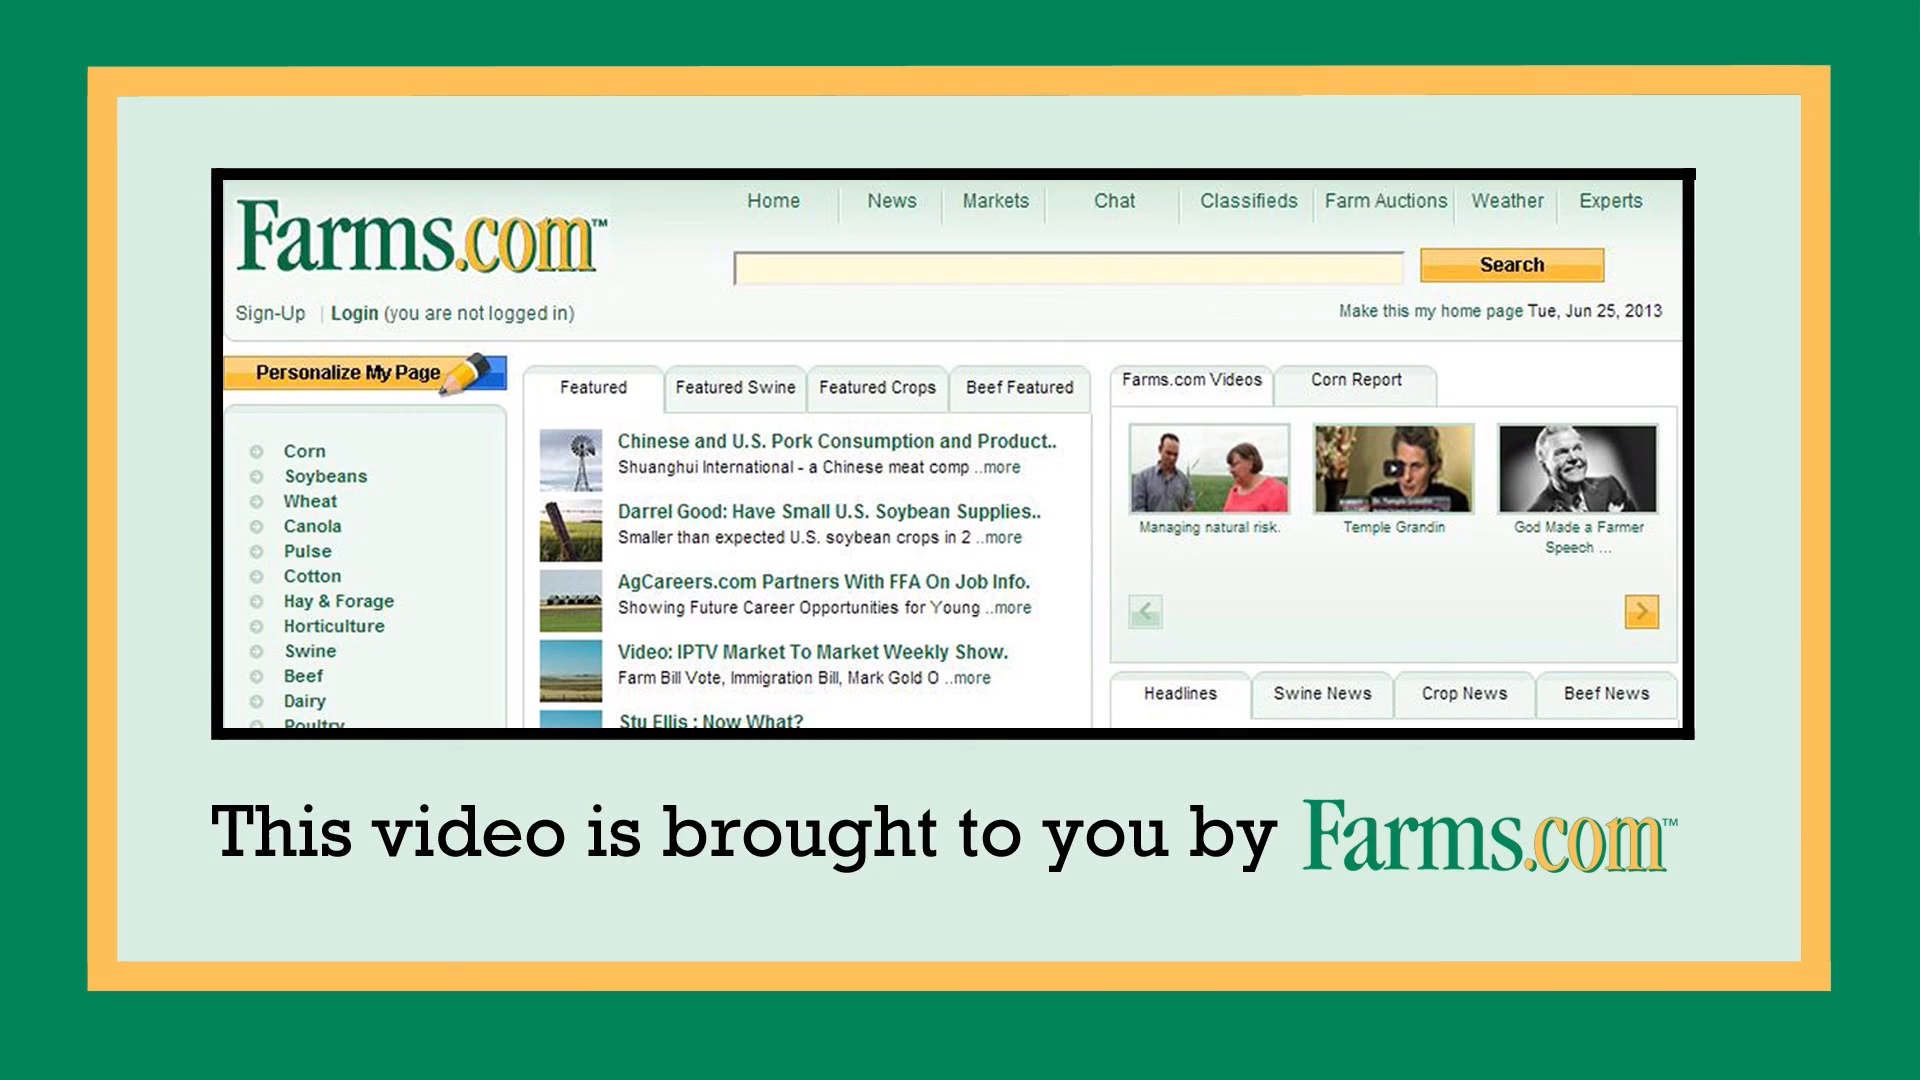 Farms.com™
Home News Markets Chat Classifieds Farm Auctions Weather Experts
Search
Sign-Up | Login (you are not logged in)
Make this my home page Tue, Jun 25, 2013
Personalize My Page
Corn
Soybeans
Wheat
Canola
Pulse
Cotton
Hay & Forage
Horticulture
Swine
Beef
Dairy
Poultry
Featured Featured Swine Featured Crops Beef Featured
Chinese and U.S. Pork Consumption and Product..
Shuanghui International - a Chinese meat comp ..more
Darrel Good: Have Small U.S. Soybean Supplies..
Smaller than expected U.S. soybean crops in 2 ..more
AgCareers.com Partners With FFA On Job Info.
Showing Future Career Opportunities for Young ..more
Video: IPTV Market To Market Weekly Show.
Farm Bill Vote, Immigration Bill, Mark Gold O ..more
Stu Ellis : Now What?
Farms.com Videos Corn Report
Managing natural risk.
Temple Grandin
God Made a Farmer
Speech ...
Headlines Swine News Crop News Beef News
This video is brought to you by Farms.com™